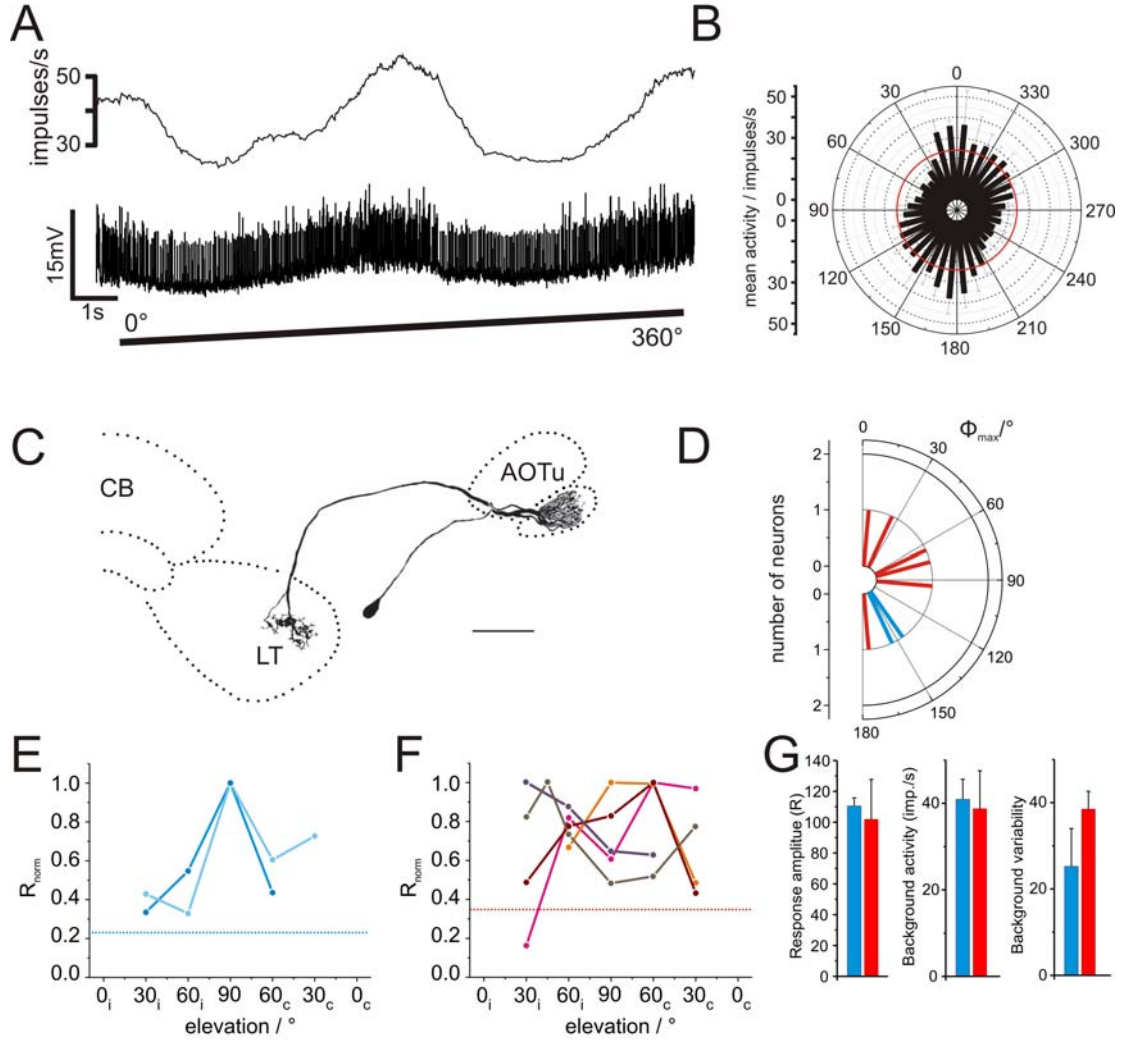 A
impulses/s
50
30
15mV
1s
0°
360°
B
mean activity / impulses/s
50
30
0
0
30
50
0
330
300
270
240
210
180
150
120
90
60
30
C
CB
AOTu
LT
D
number of neurons
2
1
0
0
1
2
Φmax/°
0
30
60
90
120
150
180
E
Rnorm
1.0
0.8
0.6
0.4
0.2
0.0
0i 30i 60i 90 60c 30c 0c
elevation / °
F
Rnorm
1.0
0.8
0.6
0.4
0.2
0.0
0i 30i 60i 90 60c 30c 0c
elevation / °
G
Response amplitue (R)
140
120
100
80
60
40
20
0
Background activity (imp./s)
40
20
0
Background variability
40
20
0